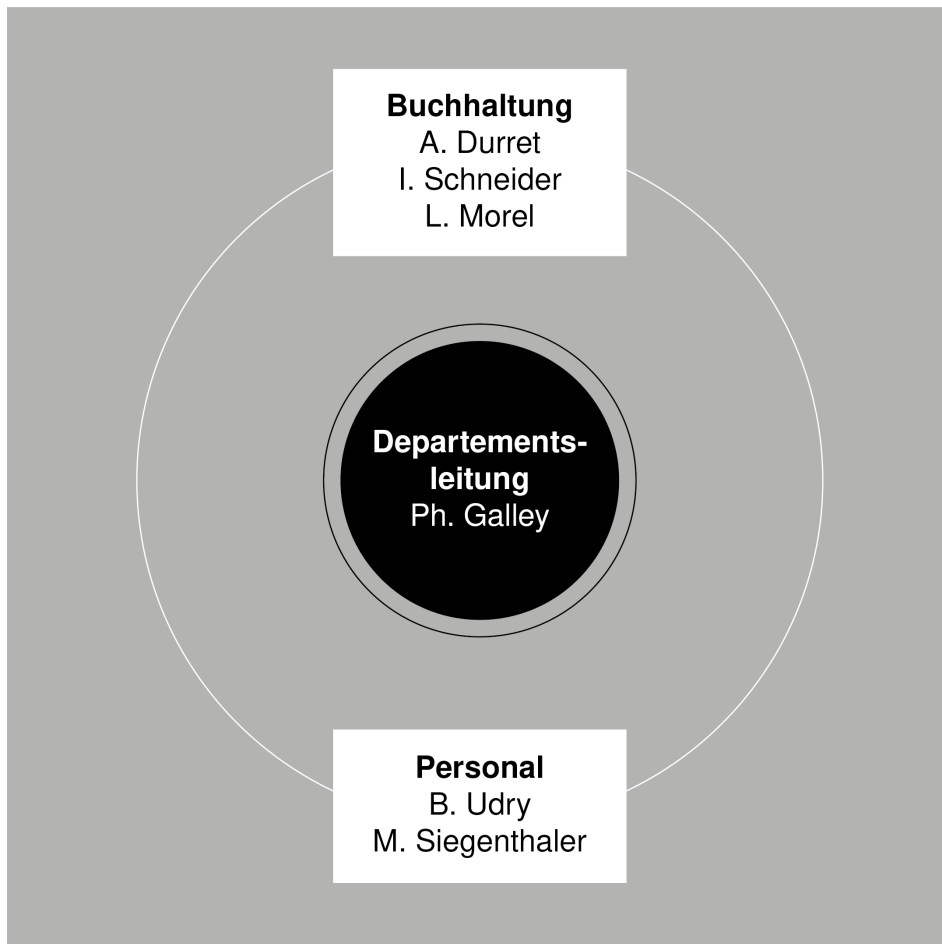 Buchhaltung
A. Durret
I. Schneider
L. Morel
Departements-
leitung
Ph. Galley
Personal
B. Udry
M. Siegenthaler